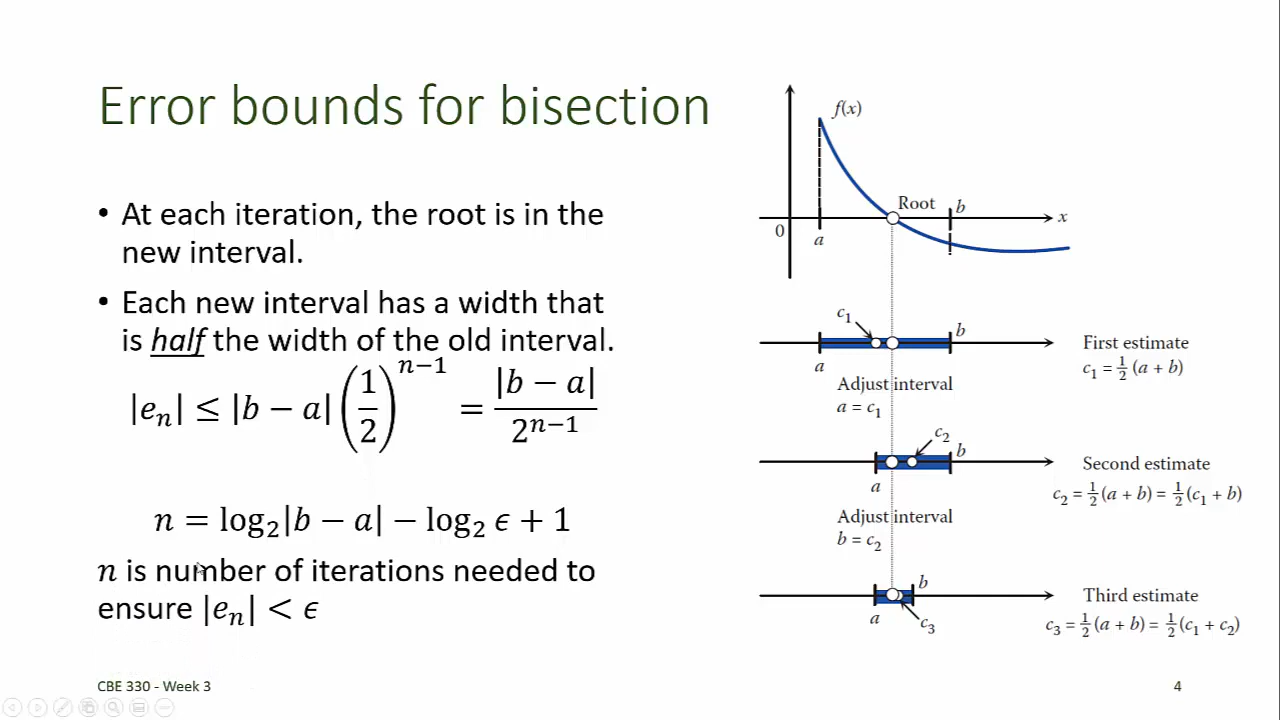 Error bounds for bisection
• At each iteration, the root is in the
new interval.
• Each new interval has a width that
is half the width of the old interval.
|eₙ| ≤ |b − a| (1/2)ⁿ⁻¹ = |b − a| / 2ⁿ⁻¹
n = log₂|b − a| − log₂ ϵ + 1
n is number of iterations needed to
ensure |eₙ| < ϵ
f(x)
Root
b
x
0
a
c₁
b
a
First estimate
c₁ = ½ (a + b)
Adjust interval
a = c₁
c₂
b
a
Second estimate
c₂ = ½(a + b) = ½(c₁ + b)
Adjust interval
b = c₂
b
a
c₃
Third estimate
c₃ = ½(a + b) = ½(c₁ + c₂)
CBE 330 - Week 3
4